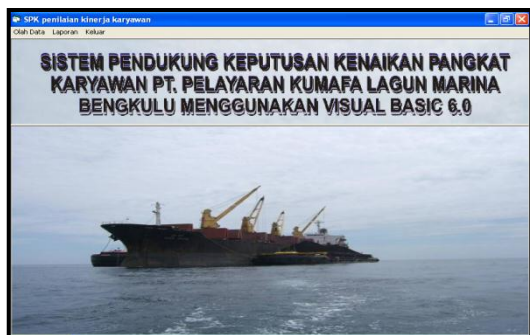 SPK penilaian kinerja karyawan
Olah Data Laporan Keluar
SISTEM PENDUKUNG KEPUTUSAN KENAIKAN PANGKAT
KARYAWAN PT. PELAYARAN KUMAFA LAGUN MARINA
BENGKULU MENGGUNAKAN VISUAL BASIC 6.0